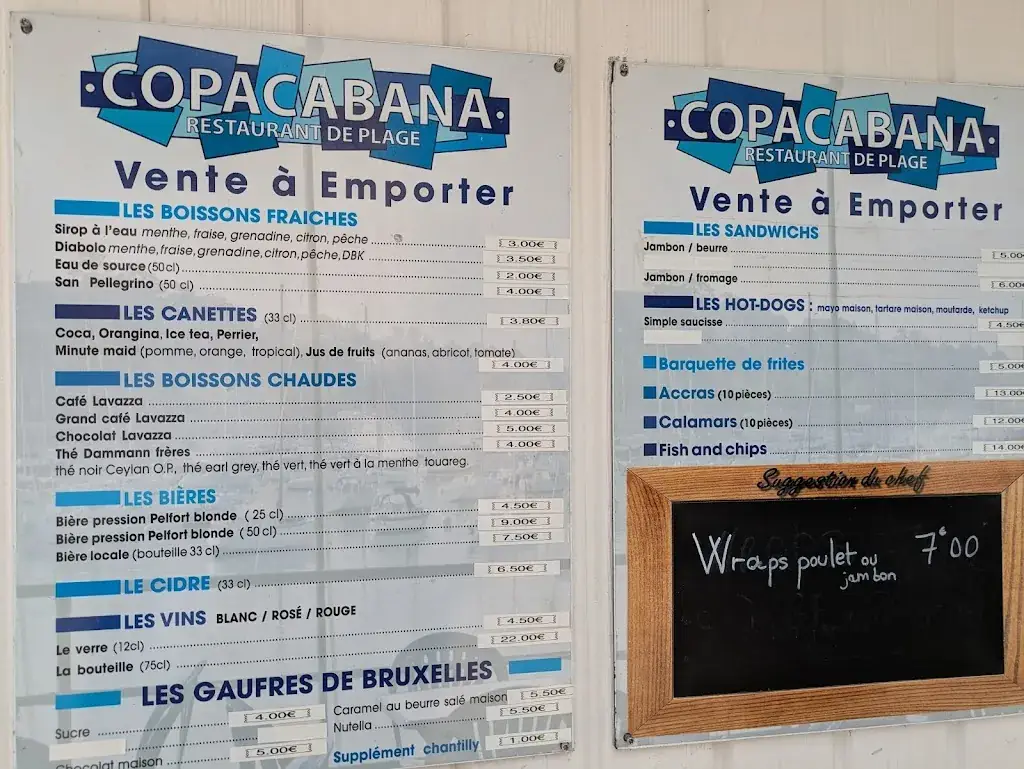 COPACABANA
RESTAURANT DE PLAGE
Vente à Emporter
LES BOISSONS FRAICHES
Sirop à l'eau menthe, fraise, grenadine, citron, pêche 3.00€
Diabolo menthe, fraise, grenadine, citron, pêche, DBK 3.50€
Eau de source (50cl) 2.00€
San Pellegrino (50 cl) 4.00€
LES CANETTES (33 cl) 3.80€
Coca, Orangina, Ice tea, Perrier,
Minute maid (pomme, orange, tropical), Jus de fruits (ananas, abricot, tomate)
4.00€
LES BOISSONS CHAUDES
Café Lavazza 2.50€
Grand café Lavazza 4.00€
Chocolat Lavazza 5.00€
Thé Dammann frères 4.00€
thé noir Ceylan O.P., thé earl grey, thé vert, thé vert à la menthe touareg.
LES BIÈRES
Bière pression Pelfort blonde (25 cl) 4.50€
Bière pression Pelfort blonde (50 cl) 9.00€
Bière locale (bouteille 33 cl) 7.50€
LE CIDRE (33 cl) 6.50€
LES VINS BLANC / ROSÉ / ROUGE
Le verre (12cl) 4.50€
La bouteille (75cl) 22.00€
LES GAUFRES DE BRUXELLES
Sucre 4.00€
Chocolat maison 5.00€
Caramel au beurre salé maison 5.50€
Nutella 5.50€
Supplément chantilly 1.00€
COPACABANA
RESTAURANT DE PLAGE
Vente à Emporter
LES SANDWICHS
Jambon / beurre 5.00
Jambon / fromage 6.00€
LES HOT-DOGS : mayo maison, tartare maison, moutarde, ketchup
Simple saucisse 4.50€
Barquette de frites 5.00€
Accras (10 pièces) 13.00
Calamars (10 pièces) 12.00€
Fish and chips 14.00€
Suggestion du chef
Wraps poulet ou 7€00
jambon